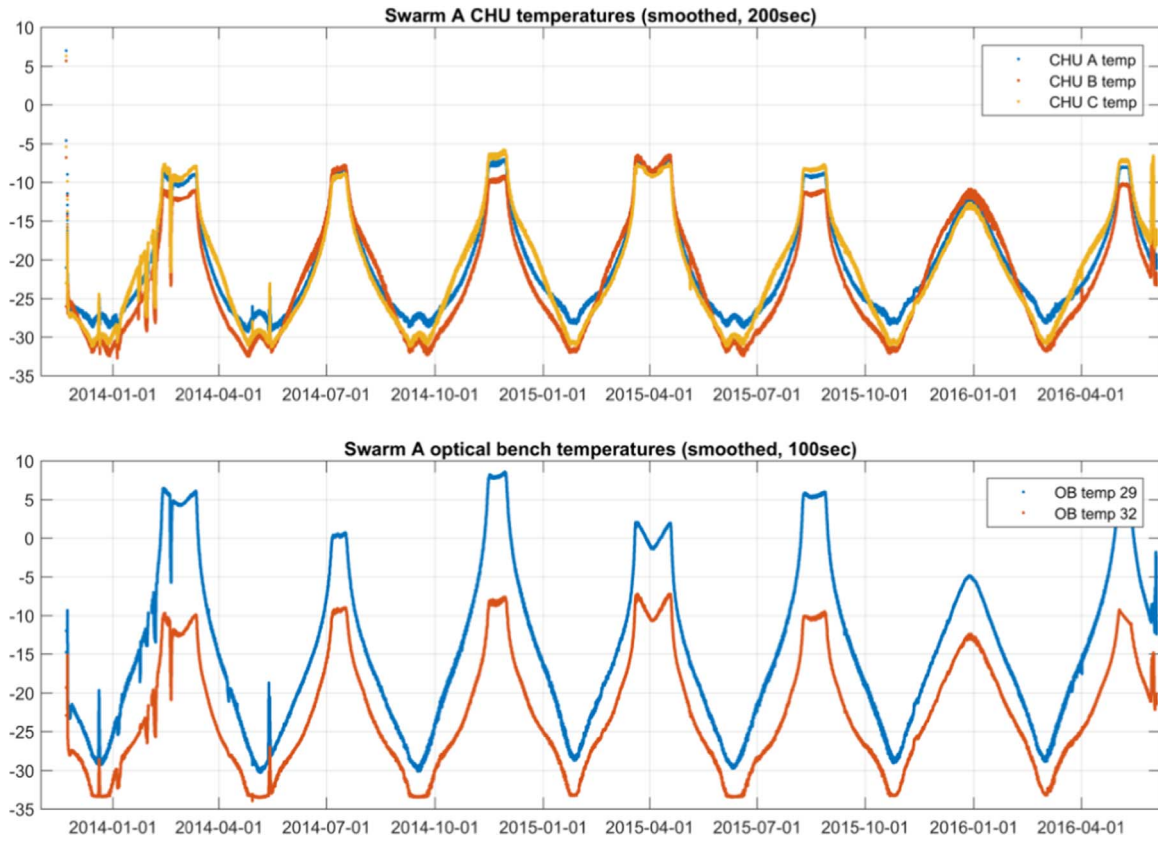 Swarm A CHU temperatures (smoothed, 200sec)
10
5
0
-5
-10
-15
-20
-25
-30
-35
CHU A temp
CHU B temp
CHU C temp
2014-01-01 2014-04-01 2014-07-01 2014-10-01 2015-01-01 2015-04-01 2015-07-01 2015-10-01 2016-01-01 2016-04-01
Swarm A optical bench temperatures (smoothed, 100sec)
10
5
0
-5
-10
-15
-20
-25
-30
-35
OB temp 29
OB temp 32
2014-01-01 2014-04-01 2014-07-01 2014-10-01 2015-01-01 2015-04-01 2015-07-01 2015-10-01 2016-01-01 2016-04-01